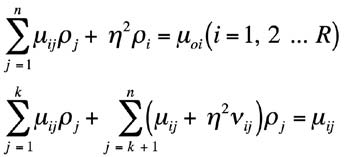 ∑_{j=1}^{n} μ_{ij}ρ_j + η²ρ_i = μ_{oi}(i = 1, 2 ... R)
∑_{j=1}^{k} μ_{ij}ρ_j + ∑_{j=k+1}^{n} (μ_{ij} + η²ν_{ij})ρ_j = μ_{ij}